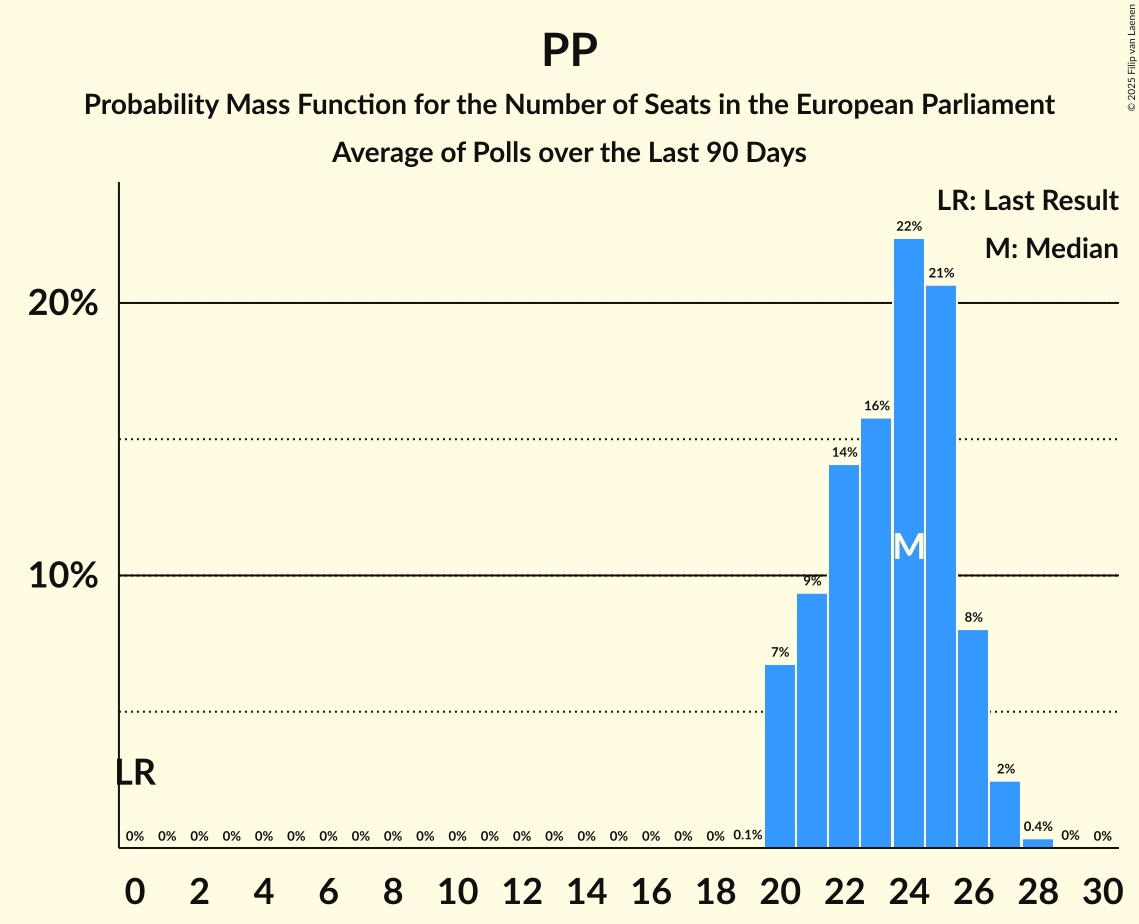 PP
Probability Mass Function for the Number of Seats in the European Parliament
Average of Polls over the Last 90 Days
© 2025 Filip van Laenen
LR: Last Result
M: Median
20%
10%
22%
21%
16%
14%
9%
8%
7%
2%
M
LR
0% 0% 0% 0% 0% 0% 0% 0% 0% 0% 0% 0% 0% 0% 0% 0% 0% 0% 0% 0.1% 0.4% 0% 0%
0 2 4 6 8 10 12 14 16 18 20 22 24 26 28 30